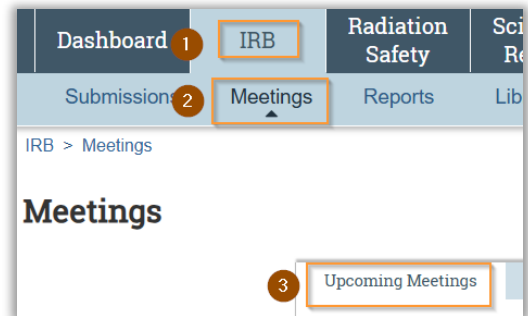 Dashboard 1 IRB Radiation Safety
Submissions 2 Meetings Reports
IRB > Meetings
Meetings
3 Upcoming Meetings